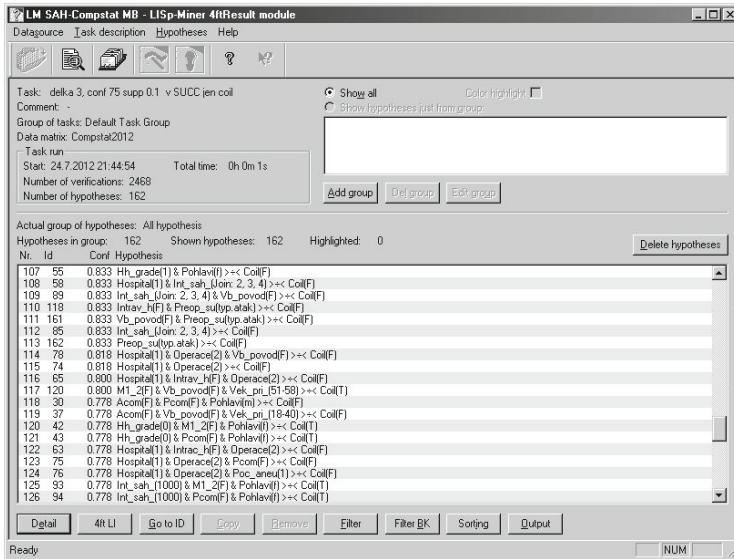 LM SAH-Compstat MB - LISp-Miner 4ftResult module
Datasource Task description Hypotheses Help
Task: delka 3, conf 75 supp 0.1 v SUCC jen coil
Comment: -
Group of tasks: Default Task Group
Data matrix: Compstat2012
Task run
Start: 24.7.2012 21:44:54 Total time: 0h 0m 1s
Number of verifications: 2468
Number of hypotheses: 162
Show all Color highlight
Show hypotheses just from group:
Add group Del group Edit group
Actual group of hypotheses: All hypothesis
Hypotheses in group: 162 Shown hypotheses: 162 Highlighted: 0
Delete hypotheses
Nr. Id Conf Hypothesis
107 55 0.833 Hh_grade(1) & Pohlavi(f) >÷< Coil(F)
108 58 0.833 Hospital(1) & Int_sah_(Join: 2, 3, 4) >÷< Coil(F)
109 89 0.833 Int_sah_(Join: 2, 3, 4) & Vb_povod(F) >÷< Coil(F)
110 118 0.833 Intrav_h(F) & Preop_su(typ.atak) >÷< Coil(F)
111 161 0.833 Vb_povod(F) & Preop_su(typ.atak) >÷< Coil(F)
112 85 0.833 Int_sah_(Join: 2, 3, 4) >÷< Coil(F)
113 162 0.833 Preop_su(typ.atak) >÷< Coil(F)
114 78 0.818 Hospital(1) & Operace(2) & Vb_povod(F) >÷< Coil(F)
115 74 0.818 Hospital(1) & Operace(2) >÷< Coil(F)
116 65 0.800 Hospital(1) & Intrav_h(F) & Operace(2) >÷< Coil(F)
117 120 0.800 M1_2(F) & Vb_povod(F) & Vek_pri_(51-58) >÷< Coil(T)
118 30 0.778 Acom(F) & Pcom(F) & Pohlavi(m) >÷< Coil(F)
119 37 0.778 Acom(F) & Vb_povod(F) & Vek_pri_(18-40) >÷< Coil(F)
120 42 0.778 Hh_grade(0) & M1_2(F) & Pohlavi(f) >÷< Coil(T)
121 43 0.778 Hh_grade(0) & Pcom(F) & Pohlavi(f) >÷< Coil(T)
122 63 0.778 Hospital(1) & Intrac_h(F) & Operace(2) >÷< Coil(F)
123 75 0.778 Hospital(1) & Operace(2) & Pcom(F) >÷< Coil(F)
124 76 0.778 Hospital(1) & Operace(2) & Poc_aneu(1) >÷< Coil(F)
125 93 0.778 Int_sah_(1000) & M1_2(F) & Pohlavi(f) >÷< Coil(T)
126 94 0.778 Int_sah_(1000) & Pcom(F) & Pohlavi(f) >÷< Coil(T)
Detail 4ft LI Go to ID Copy Remove Filter Filter BK Sorting Output
Ready NUM